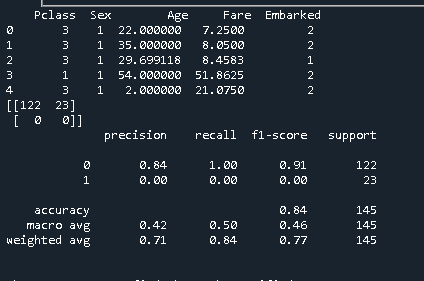 Pclass Sex Age Fare Embarked
0 3 1 22.000000 7.2500 2
1 3 1 35.000000 8.0500 2
2 3 1 29.699118 8.4583 1
3 1 1 54.000000 51.8625 2
4 3 1 2.000000 21.0750 2
[[122 23]
[ 0 0]]
precision recall f1-score support
0 0.84 1.00 0.91 122
1 0.00 0.00 0.00 23
accuracy 0.84 145
macro avg 0.42 0.50 0.46 145
weighted avg 0.71 0.84 0.77 145